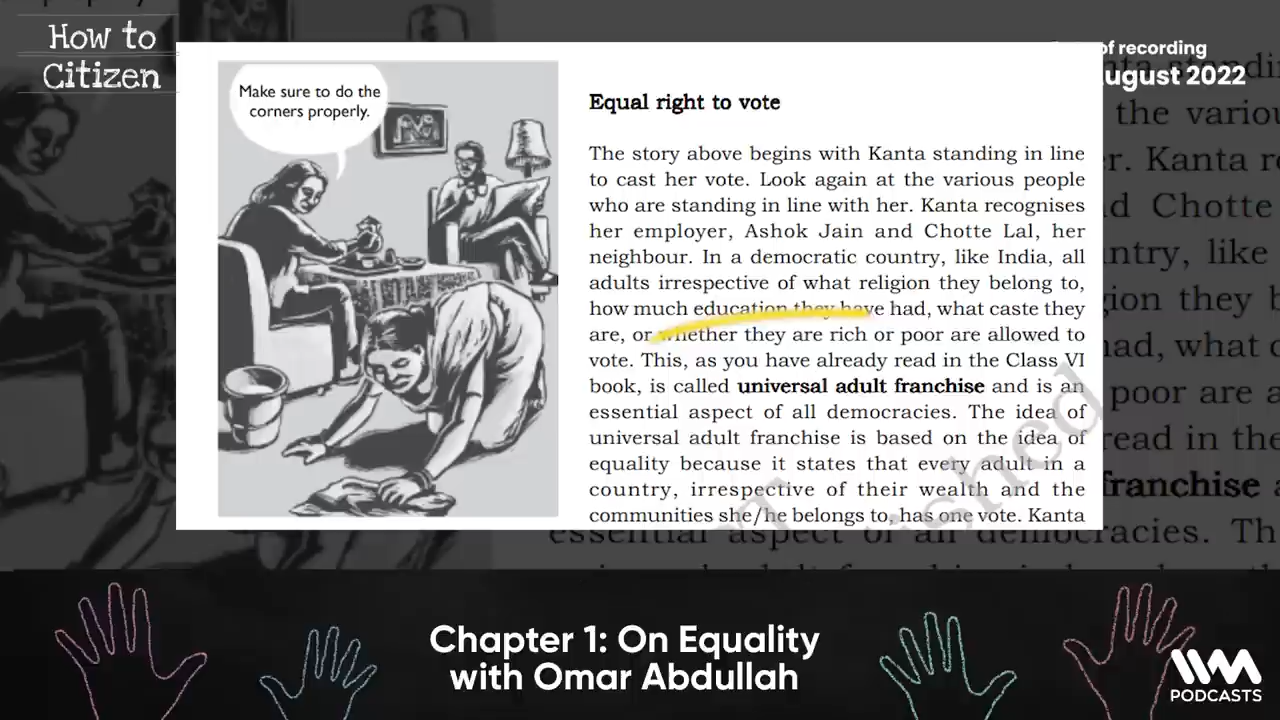 How to
Citizen
of recording
ugust 2022
Make sure to do the
corners properly.
Equal right to vote
The story above begins with Kanta standing in line
to cast her vote. Look again at the various people
who are standing in line with her. Kanta recognises
her employer, Ashok Jain and Chotte Lal, her
neighbour. In a democratic country, like India, all
adults irrespective of what religion they belong to,
how much education they have had, what caste they
are, or whether they are rich or poor are allowed to
vote. This, as you have already read in the Class VI
book, is called universal adult franchise and is an
essential aspect of all democracies. The idea of
universal adult franchise is based on the idea of
equality because it states that every adult in a
country, irrespective of their wealth and the
communities she/he belongs to, has one vote. Kanta
Chapter 1: On Equality
with Omar Abdullah
IVM
PODCASTS